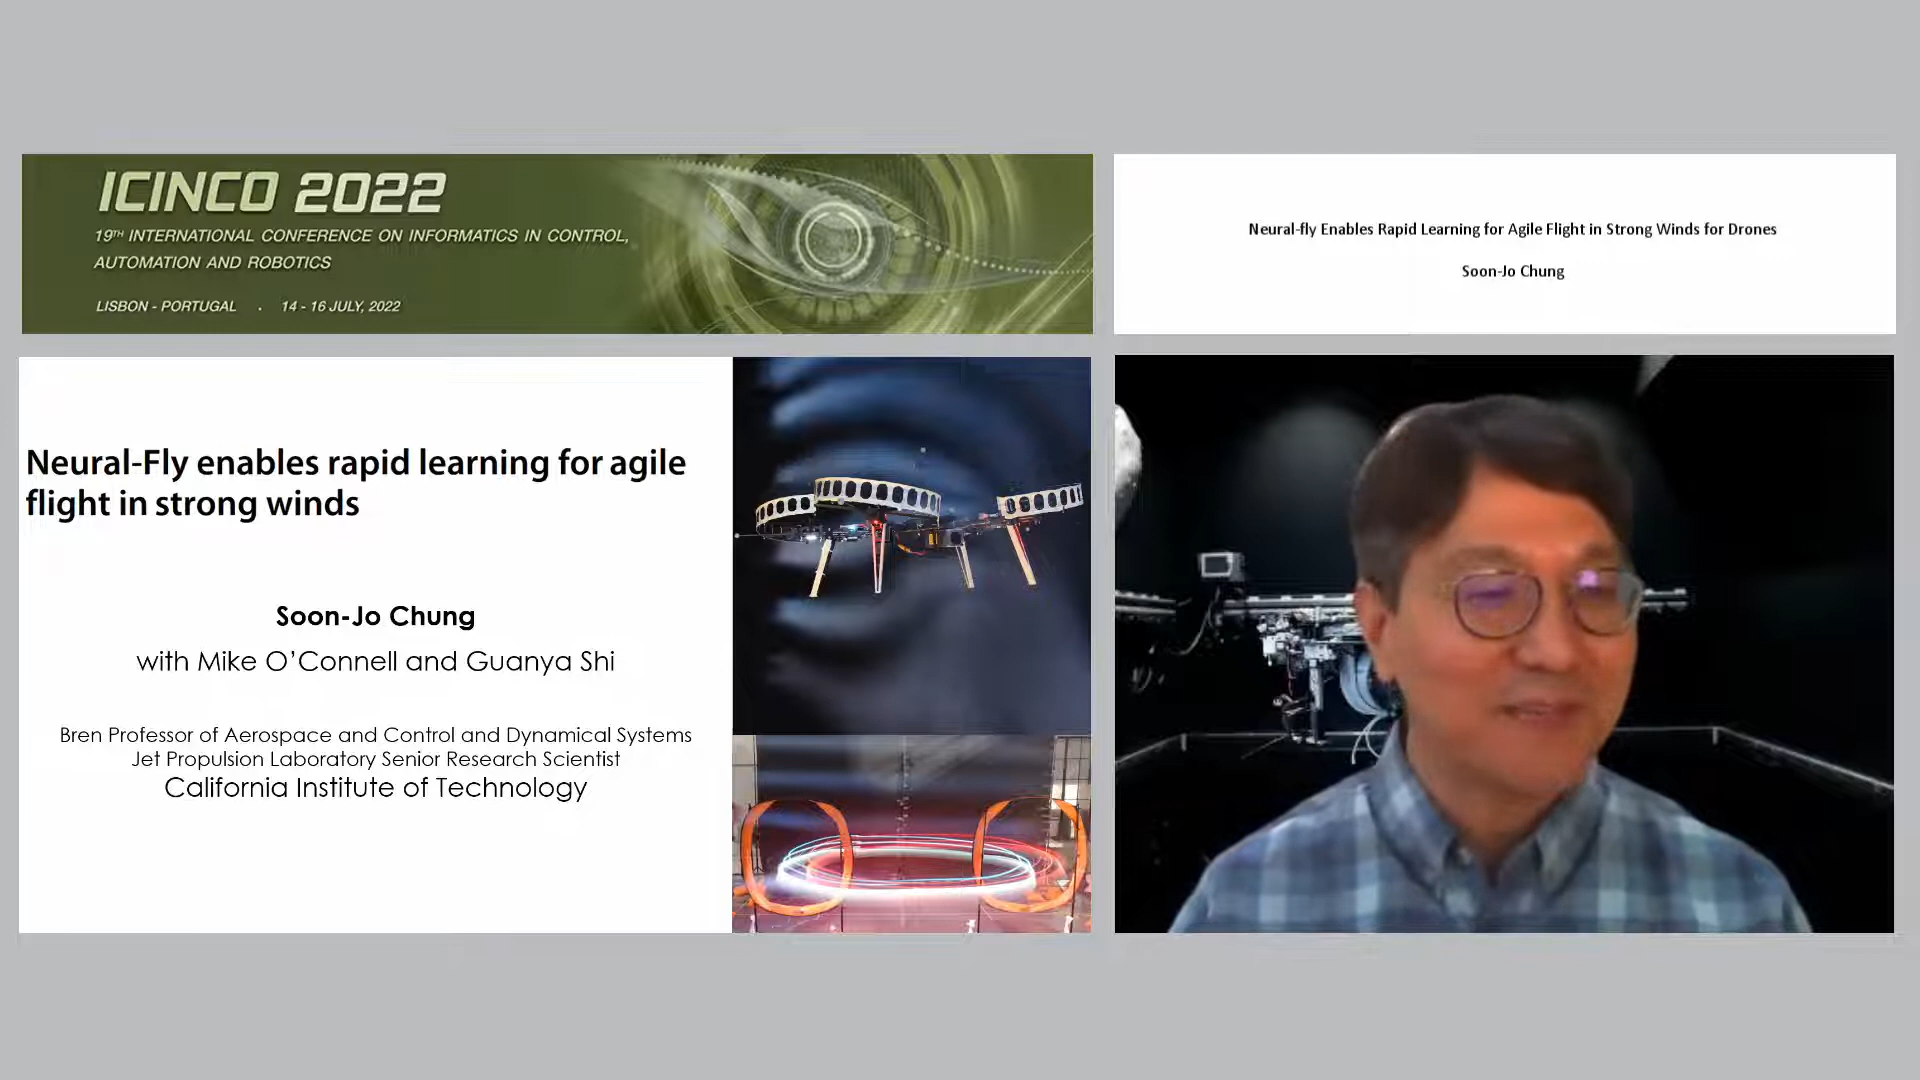 ICINCO 2022
19TH INTERNATIONAL CONFERENCE ON INFORMATICS IN CONTROL,
AUTOMATION AND ROBOTICS
LISBON - PORTUGAL . 14 - 16 JULY, 2022
Neural-fly Enables Rapid Learning for Agile Flight in Strong Winds for Drones
Soon-Jo Chung
Neural-Fly enables rapid learning for agile
flight in strong winds
Soon-Jo Chung
with Mike O’Connell and Guanya Shi
Bren Professor of Aerospace and Control and Dynamical Systems
Jet Propulsion Laboratory Senior Research Scientist
California Institute of Technology